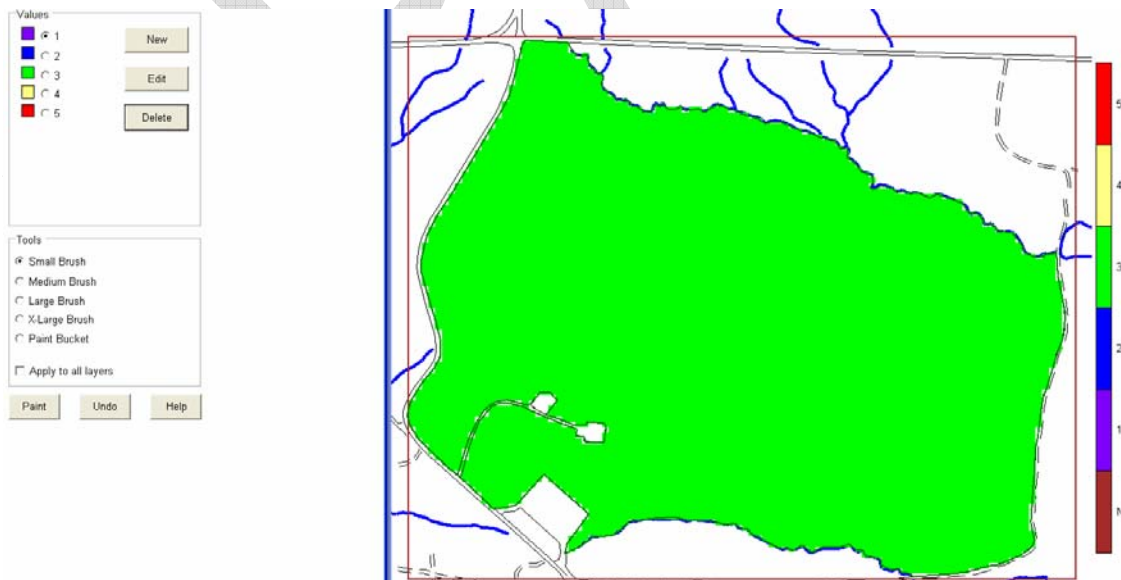 Values
1
2
3
4
5
New
Edit
Delete
Tools
Small Brush
Medium Brush
Large Brush
X-Large Brush
Paint Bucket
Apply to all layers
Paint
Undo
Help
5
4
3
2
1